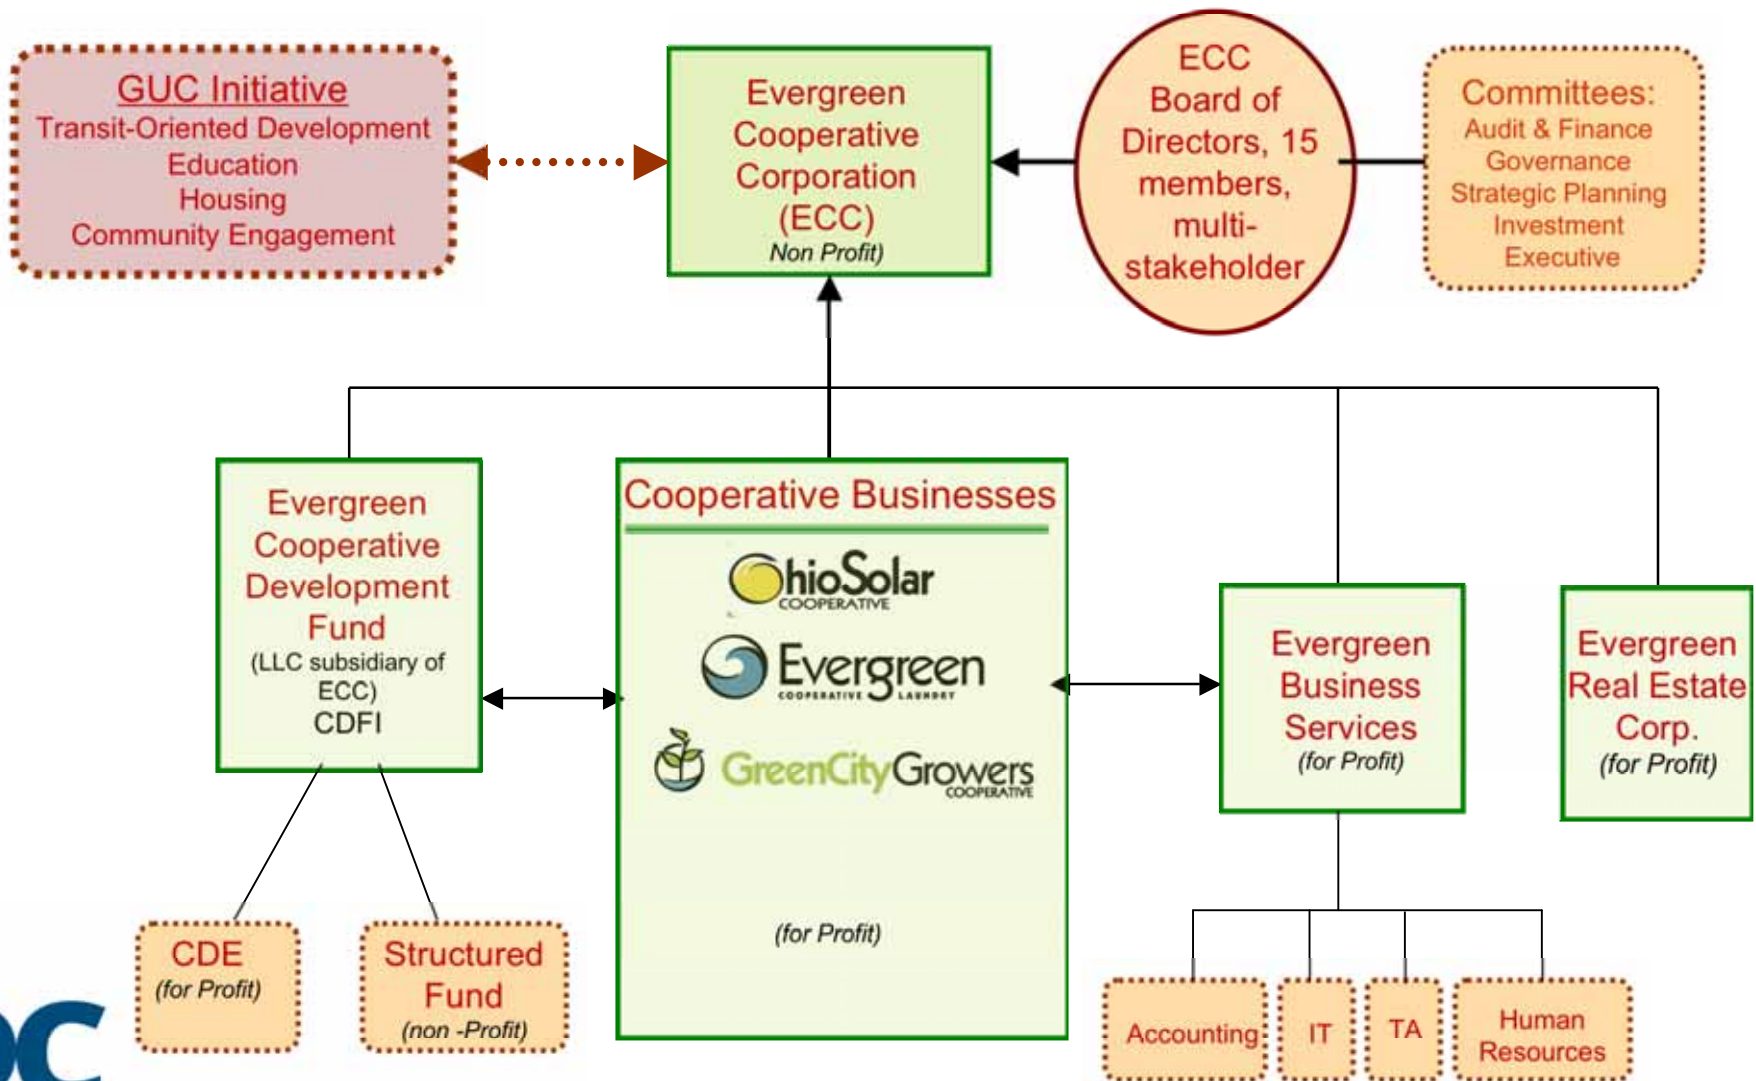 GUC Initiative
Transit-Oriented Development
Education
Housing
Community Engagement
Evergreen
Cooperative
Corporation
(ECC)
Non Profit)
ECC
Board of
Directors, 15
members,
multi-
stakeholder
Committees:
Audit & Finance
Governance
Strategic Planning
Investment
Executive
Evergreen
Cooperative
Development
Fund
(LLC subsidiary of
ECC)
CDFI
Cooperative Businesses
OhioSolar
COOPERATIVE
Evergreen
COOPERATIVE LAUNDRY
GreenCityGrowers
COOPERATIVE
(for Profit)
Evergreen
Business
Services
(for Profit)
Evergreen
Real Estate
Corp.
(for Profit)
CDE
(for Profit)
Structured
Fund
(non -Profit)
Accounting
IT
TA
Human
Resources